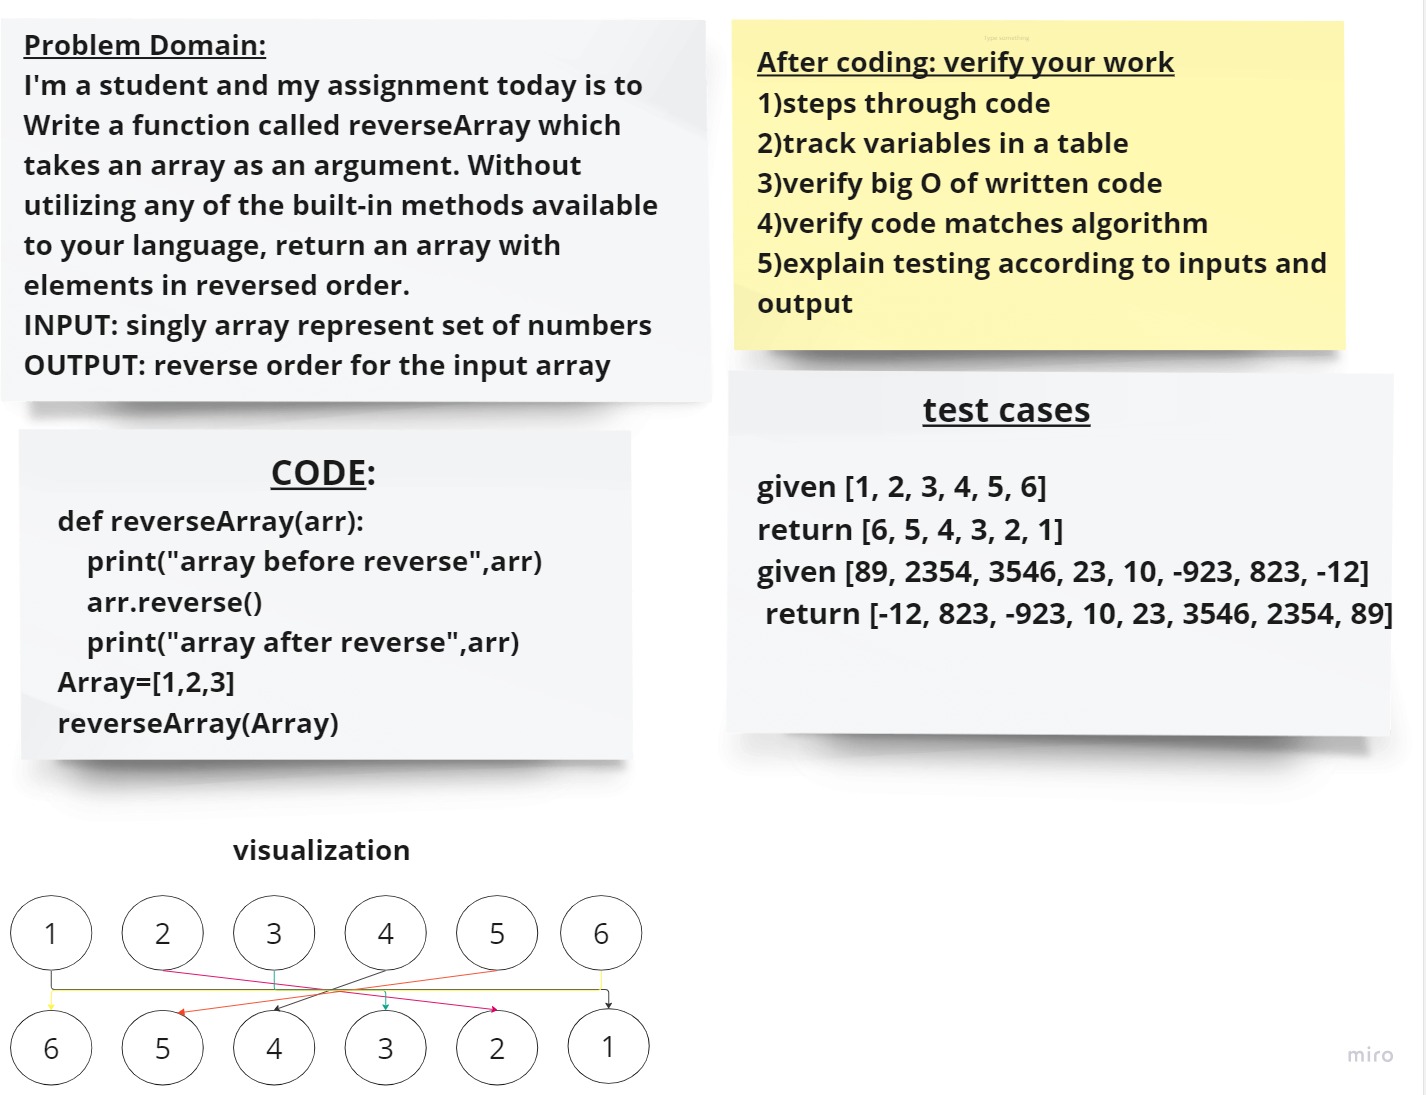 Problem Domain:
I'm a student and my assignment today is to
Write a function called reverseArray which
takes an array as an argument. Without
utilizing any of the built-in methods available
to your language, return an array with
elements in reversed order.
INPUT: singly array represent set of numbers
OUTPUT: reverse order for the input array
Type something
After coding: verify your work
1)steps through code
2)track variables in a table
3)verify big O of written code
4)verify code matches algorithm
5)explain testing according to inputs and
output
CODE:
def reverseArray(arr):
print("array before reverse",arr)
arr.reverse()
print("array after reverse",arr)
Array=[1,2,3]
reverseArray(Array)
test cases
given [1, 2, 3, 4, 5, 6]
return [6, 5, 4, 3, 2, 1]
given [89, 2354, 3546, 23, 10, -923, 823, -12]
return [-12, 823, -923, 10, 23, 3546, 2354, 89]
visualization
1 2 3 4 5 6
6 5 4 3 2 1
miro